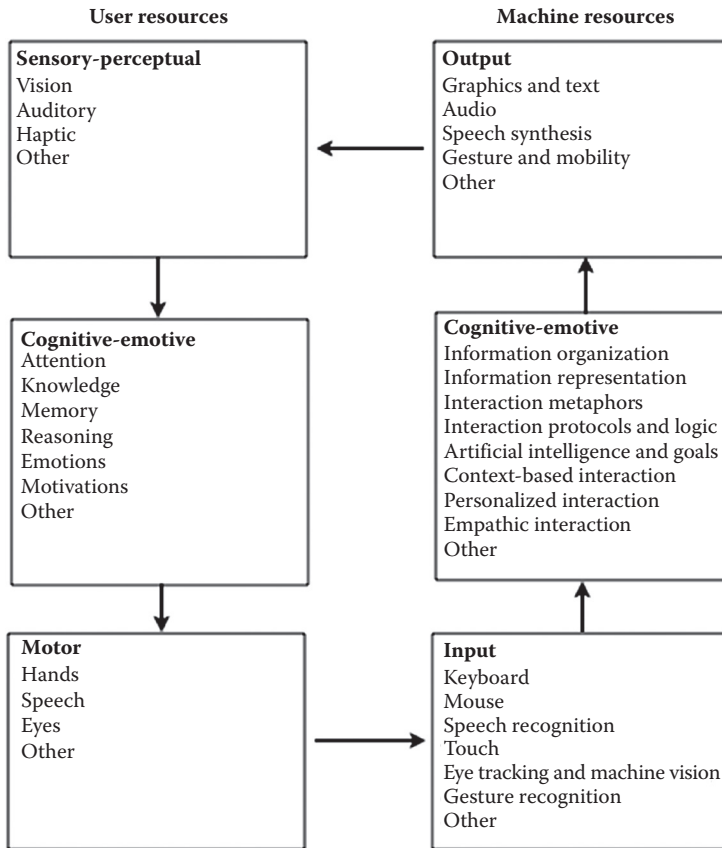 User resources
Machine resources
Sensory-perceptual
Vision
Auditory
Haptic
Other
Output
Graphics and text
Audio
Speech synthesis
Gesture and mobility
Other
Cognitive-emotive
Attention
Knowledge
Memory
Reasoning
Emotions
Motivations
Other
Cognitive-emotive
Information organization
Information representation
Interaction metaphors
Interaction protocols and logic
Artificial intelligence and goals
Context-based interaction
Personalized interaction
Empathic interaction
Other
Motor
Hands
Speech
Eyes
Other
Input
Keyboard
Mouse
Speech recognition
Touch
Eye tracking and machine vision
Gesture recognition
Other